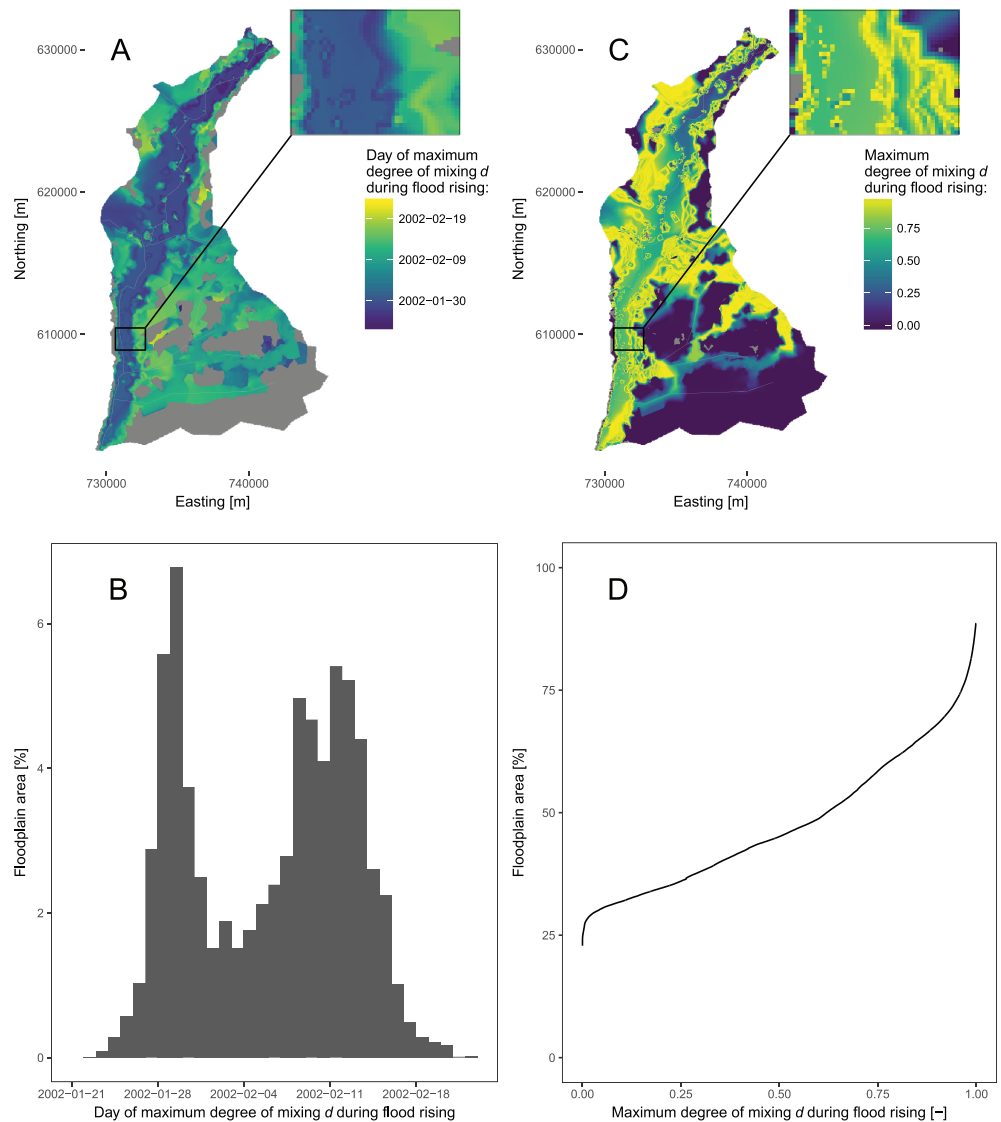 A
630000
620000
610000
Northing [m]
730000
740000
Easting [m]
Day of maximum
degree of mixing d
during flood rising:
2002−02−19
2002−02−09
2002−01−30
C
630000
620000
610000
Northing [m]
730000
740000
Easting [m]
Maximum
degree of mixing d
during flood rising:
0.75
0.50
0.25
0.00
B
6
4
2
0
Floodplain area [%]
2002−01−21
2002−01−28
2002−02−04
2002−02−11
2002−02−18
Day of maximum degree of mixing d during flood rising
D
100
75
50
25
0
Floodplain area [%]
0.00
0.25
0.50
0.75
1.00
Maximum degree of mixing d during flood rising [−]